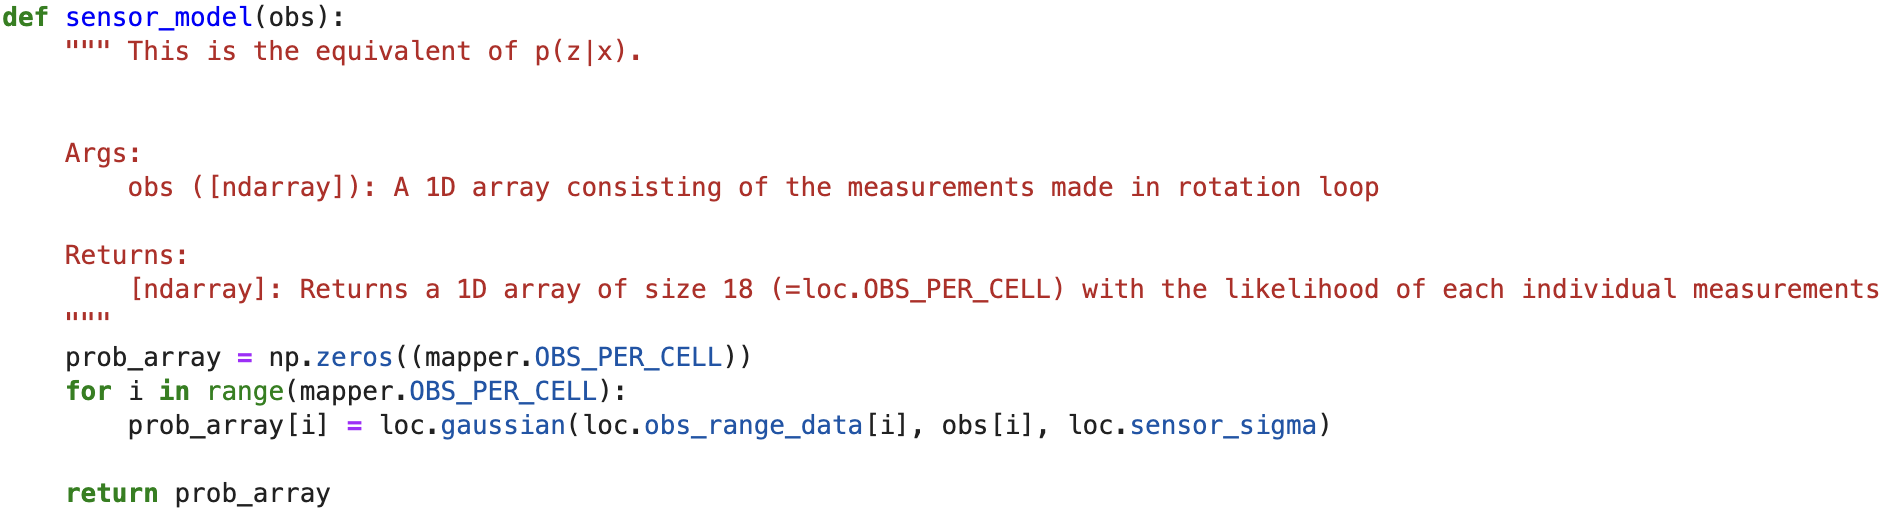 def sensor_model(obs):
    """ This is the equivalent of p(z|x).
    Args:
        obs ([ndarray]): A 1D array consisting of the measurements made in rotation loop
    Returns:
        [ndarray]: Returns a 1D array of size 18 (=loc.OBS_PER_CELL) with the likelihood of each individual measurements
    """
    prob_array = np.zeros((mapper.OBS_PER_CELL))
    for i in range(mapper.OBS_PER_CELL):
        prob_array[i] = loc.gaussian(loc.obs_range_data[i], obs[i], loc.sensor_sigma)
    return prob_array